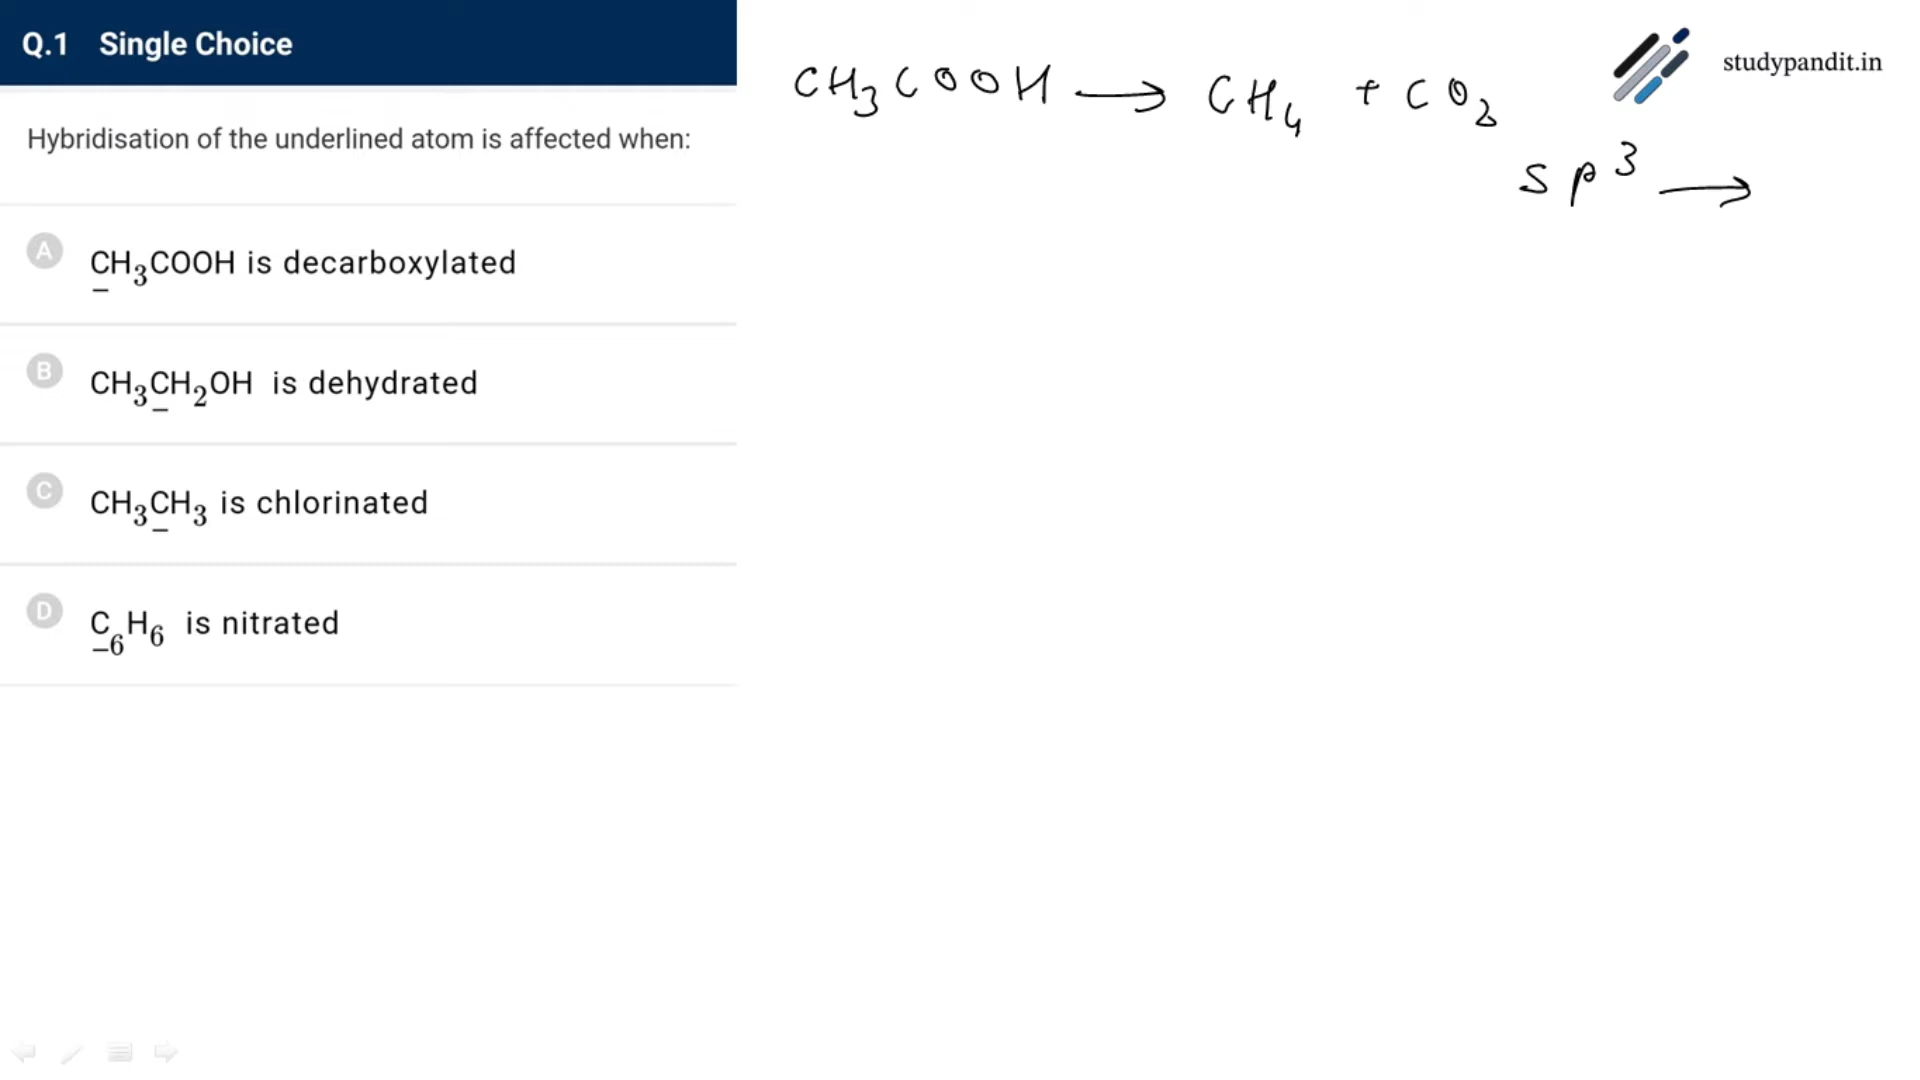 Q.1 Single Choice
Hybridisation of the underlined atom is affected when:
A CH₃COOH is decarboxylated
B CH₃CH₂OH is dehydrated
C CH₃CH₃ is chlorinated
D C₆H₆ is nitrated
CH₃COOH → CH₄ + CO₂
sp³ →
studypandit.in